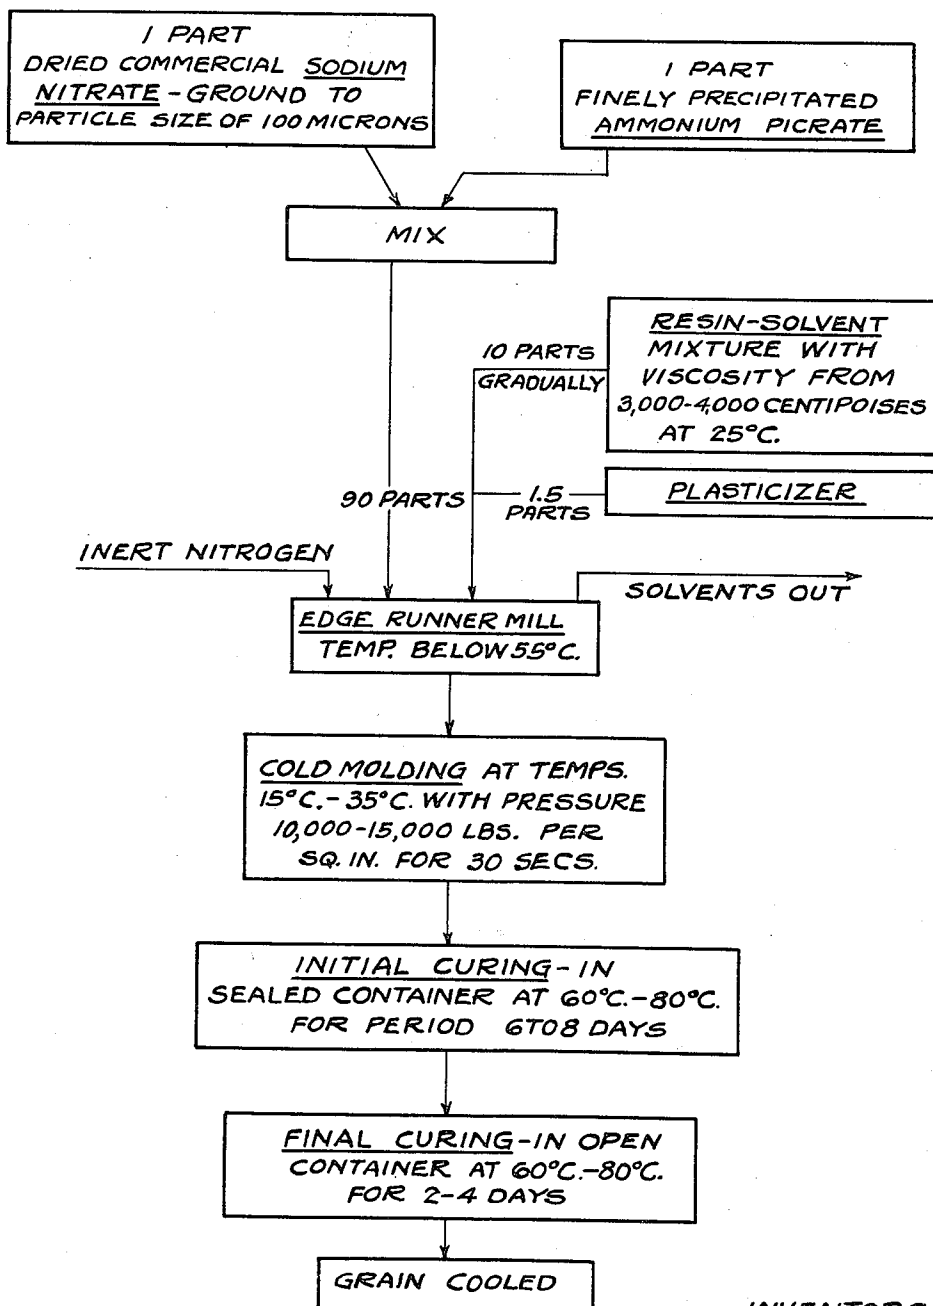 1 PART
DRIED COMMERCIAL SODIUM
NITRATE - GROUND TO
PARTICLE SIZE OF 100 MICRONS
1 PART
FINELY PRECIPITATED
AMMONIUM PICRATE
MIX
RESIN-SOLVENT
MIXTURE WITH
VISCOSITY FROM
3,000-4,000 CENTIPOISES
AT 25°C.
10 PARTS
GRADUALLY
90 PARTS
1.5
PARTS
PLASTICIZER
INERT NITROGEN
SOLVENTS OUT
EDGE RUNNER MILL
TEMP. BELOW 55°C.
COLD MOLDING AT TEMPS.
15°C.-35°C. WITH PRESSURE
10,000-15,000 LBS. PER
SQ. IN. FOR 30 SECS.
INITIAL CURING - IN
SEALED CONTAINER AT 60°C.-80°C.
FOR PERIOD 6 TO 8 DAYS
FINAL CURING - IN OPEN
CONTAINER AT 60°C.-80°C.
FOR 2-4 DAYS
GRAIN COOLED